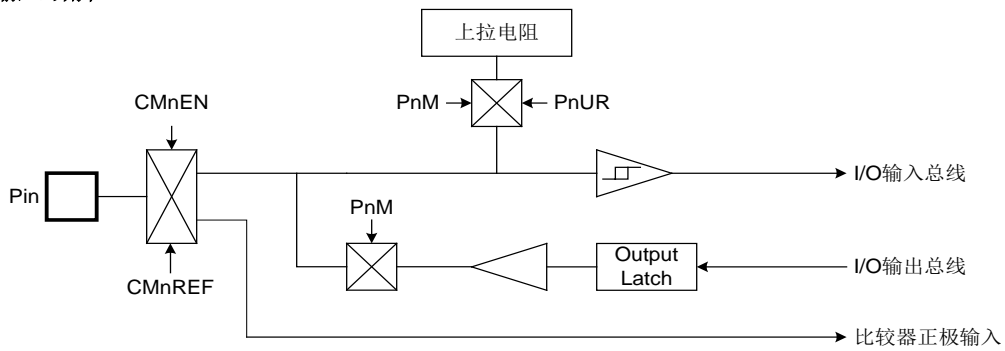 上拉电阻
PnM
PnUR
CMnEN
Pin
I/O输入总线
PnM
Output
Latch
I/O输出总线
CMnREF
比较器正极输入